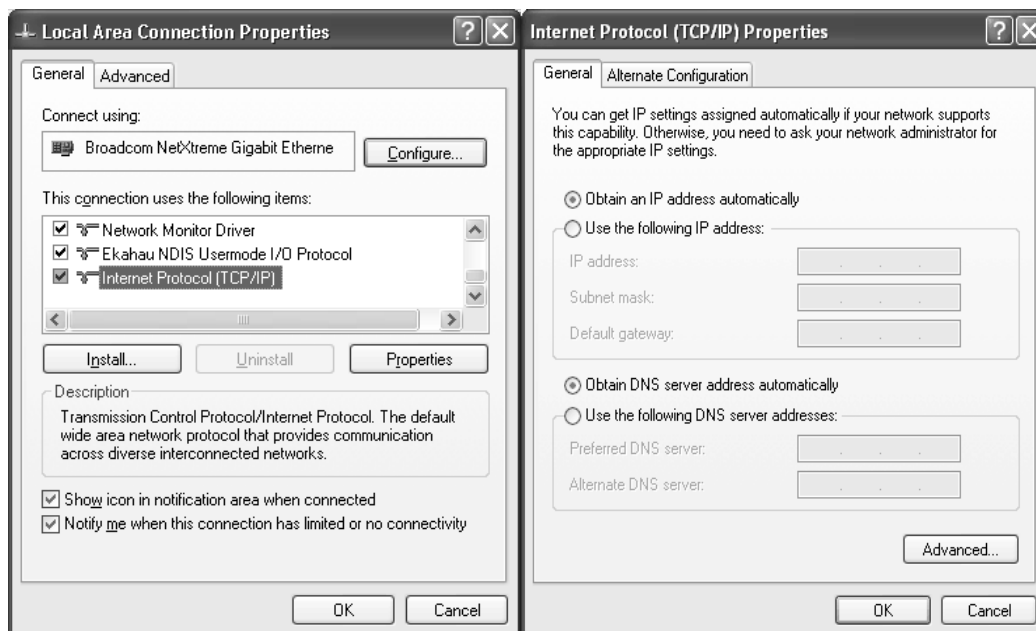 Local Area Connection Properties
General
Advanced
Connect using:
Broadcom NetXtreme Gigabit Etherne
Configure...
This connection uses the following items:
Network Monitor Driver
Ekahau NDIS Usermode I/O Protocol
Internet Protocol (TCP/IP)
Install...
Uninstall
Properties
Description
Transmission Control Protocol/Internet Protocol. The default
wide area network protocol that provides communication
across diverse interconnected networks.
Show icon in notification area when connected
Notify me when this connection has limited or no connectivity
OK
Cancel
Internet Protocol (TCP/IP) Properties
General
Alternate Configuration
You can get IP settings assigned automatically if your network supports
this capability. Otherwise, you need to ask your network administrator for
the appropriate IP settings.
Obtain an IP address automatically
Use the following IP address:
IP address:
Subnet mask:
Default gateway:
Obtain DNS server address automatically
Use the following DNS server addresses:
Preferred DNS server:
Alternate DNS server:
Advanced...
OK
Cancel